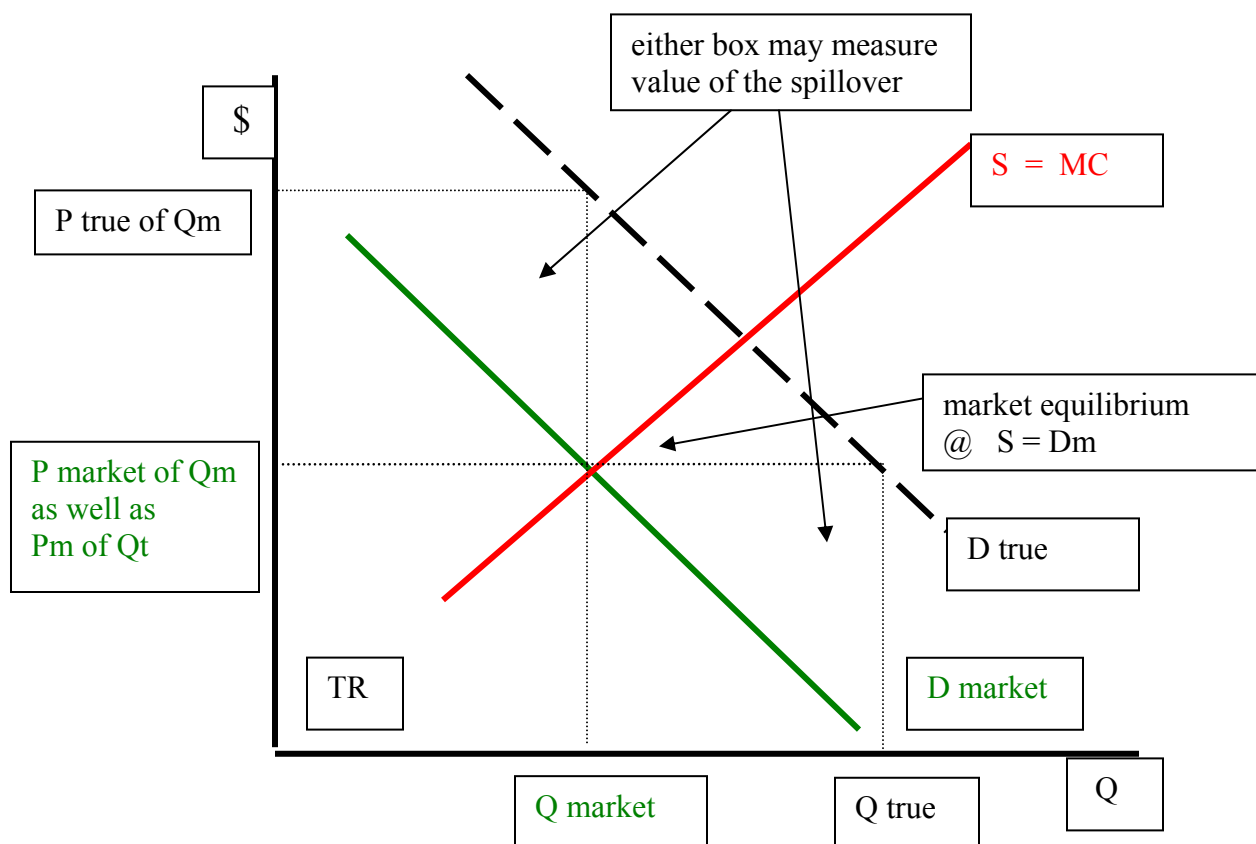 either box may measure
value of the spillover
$
S = MC
P true of Qm
market equilibrium
@ S = Dm
P market of Qm
as well as
Pm of Qt
D true
TR
D market
Q market
Q true
Q